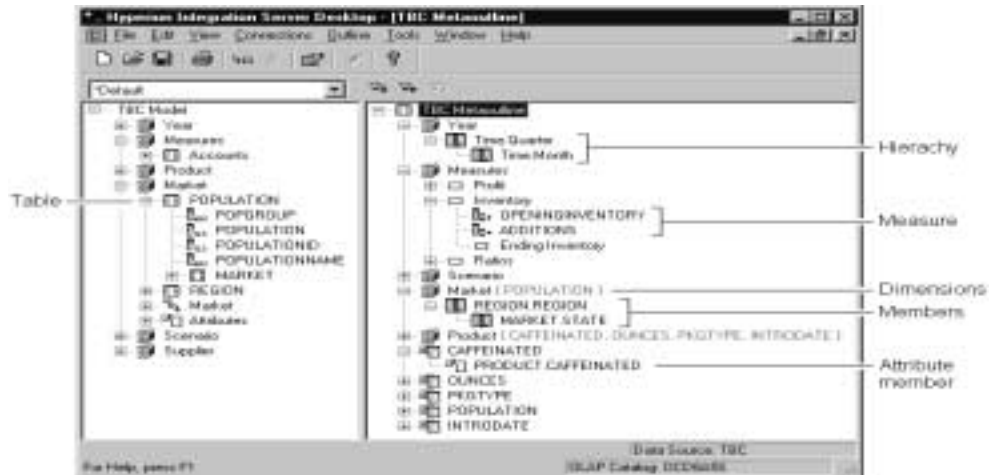 Hyperion Integration Server Desktop - [TBC Metaoutline]
File Edit View Connections Outline Tools Window Help
*Default
TBC Model
Year
Measures
Accounts
Product
Market
POPULATION
POPGROUP
POPULATION
POPULATIONID
POPULATIONNAME
MARKET
REGION
Market
Attributes
Scenario
Supplier
Table
TBC Metaoutline
Year
Time.Quarter
Time.Month
Measures
Profit
Inventory
OPENINGINVENTORY
ADDITIONS
Ending Inventory
Ratios
Scenario
Market [ POPULATION ]
REGION.REGION
MARKET.STATE
Product [ CAFFEINATED, OUNCES, PKGTYPE, INTRODATE ]
CAFFEINATED
PRODUCT.CAFFEINATED
OUNCES
PKGTYPE
POPULATION
INTRODATE
Hierachy
Measure
Dimensions
Members
Attribute
member
Data Source: TBC
For Help, press F1
OLAP Catalog: